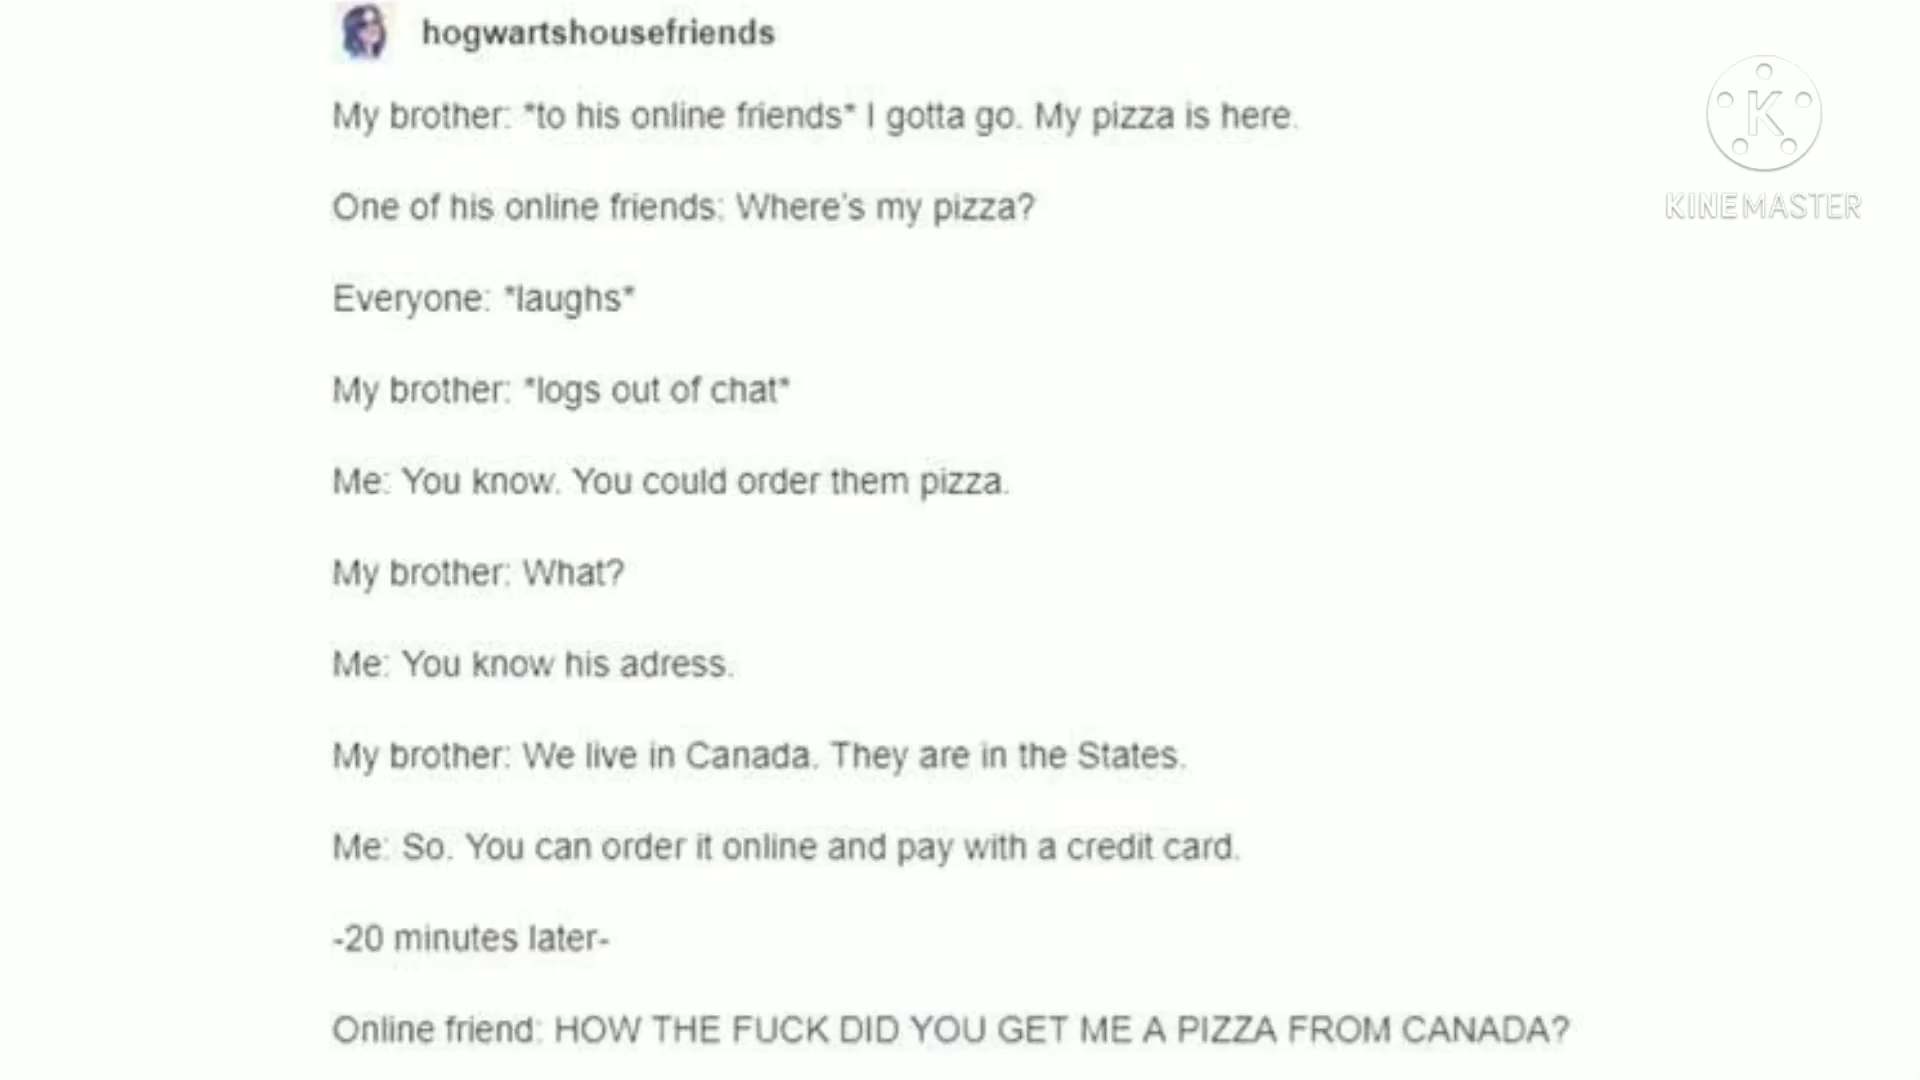 hogwartshousefriends
My brother: *to his online friends* I gotta go. My pizza is here.
One of his online friends: Where's my pizza?
Everyone: *laughs*
My brother: *logs out of chat*
Me: You know. You could order them pizza.
My brother: What?
Me: You know his adress.
My brother: We live in Canada. They are in the States.
Me: So. You can order it online and pay with a credit card.
-20 minutes later-
Online friend: HOW THE FUCK DID YOU GET ME A PIZZA FROM CANADA?
K
KINEMASTER